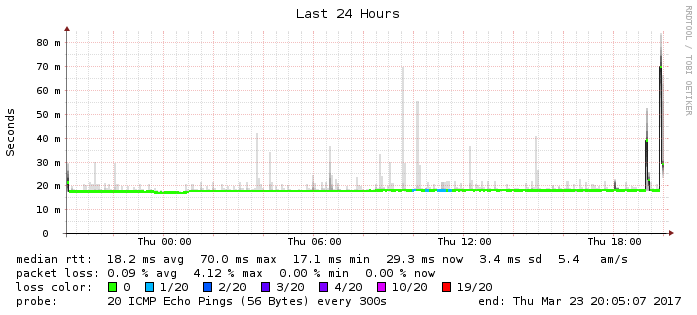 Last 24 Hours
RRDTOOL / TOBI OETIKER
Seconds
80 m
70 m
60 m
50 m
40 m
30 m
20 m
10 m
0
Thu 00:00 Thu 06:00 Thu 12:00 Thu 18:00
median rtt: 18.2 ms avg 70.0 ms max 17.1 ms min 29.3 ms now 3.4 ms sd 5.4 am/s
packet loss: 0.09 % avg 4.12 % max 0.00 % min 0.00 % now
loss color: 0 1/20 2/20 3/20 4/20 10/20 19/20
probe: 20 ICMP Echo Pings (56 Bytes) every 300s end: Thu Mar 23 20:05:07 2017